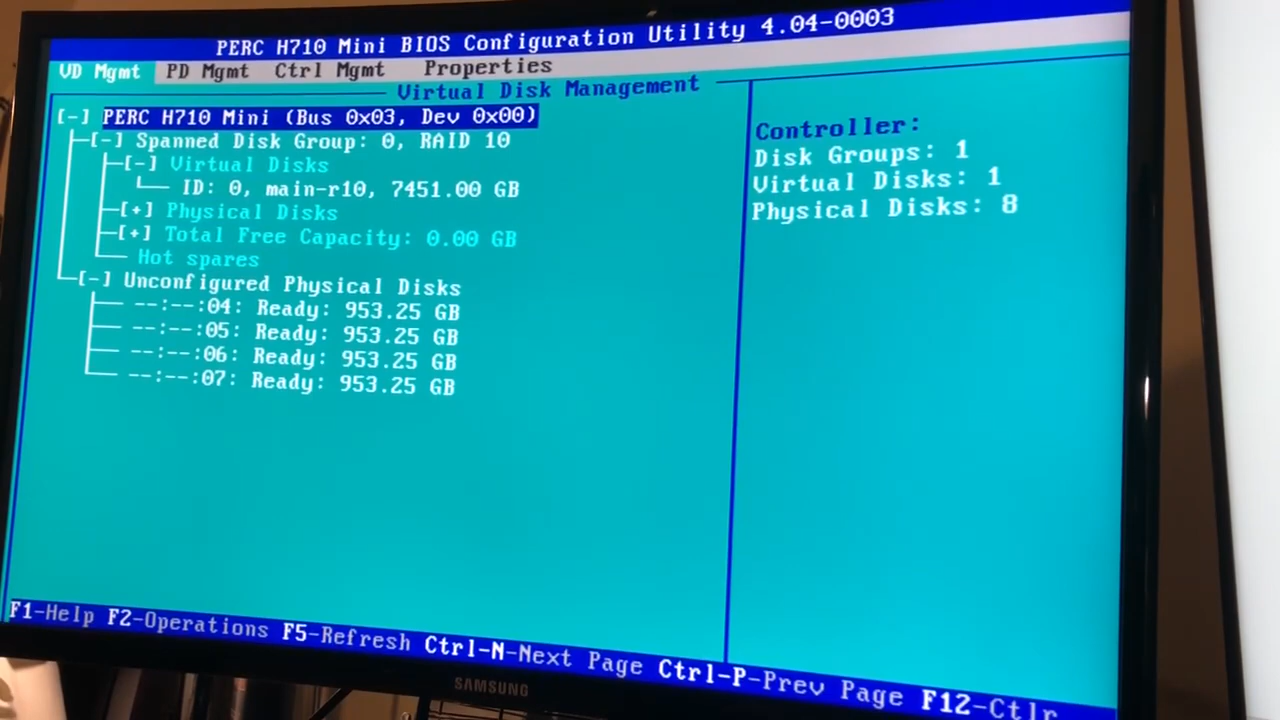 PERC H710 Mini BIOS Configuration Utility 4.04-0003
VD Mgmt PD Mgmt Ctrl Mgmt Properties
Virtual Disk Management
[-] PERC H710 Mini (Bus 0x03, Dev 0x00)
[-] Spanned Disk Group: 0, RAID 10
[-] Virtual Disks
ID: 0, main-r10, 7451.00 GB
[+] Physical Disks
[+] Total Free Capacity: 0.00 GB
Hot spares
[-] Unconfigured Physical Disks
--:--:04: Ready: 953.25 GB
--:--:05: Ready: 953.25 GB
--:--:06: Ready: 953.25 GB
--:--:07: Ready: 953.25 GB
Controller:
Disk Groups: 1
Virtual Disks: 1
Physical Disks: 8
F1-Help F2-Operations F5-Refresh Ctrl-N-Next Page Ctrl-P-Prev Page F12-Ctlr
SAMSUNG